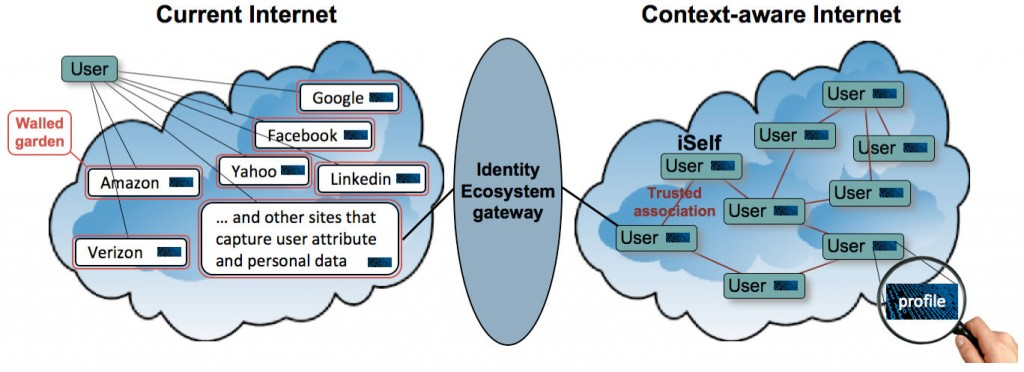 Current Internet
Context-aware Internet
User
Google
Walled
garden
Facebook
Yahoo
Linkedin
Amazon
... and other sites that
capture user attribute
and personal data
Verizon
Identity
Ecosystem
gateway
User
User
User
iSelf
User
Trusted
association
User
User
User
User
User
profile